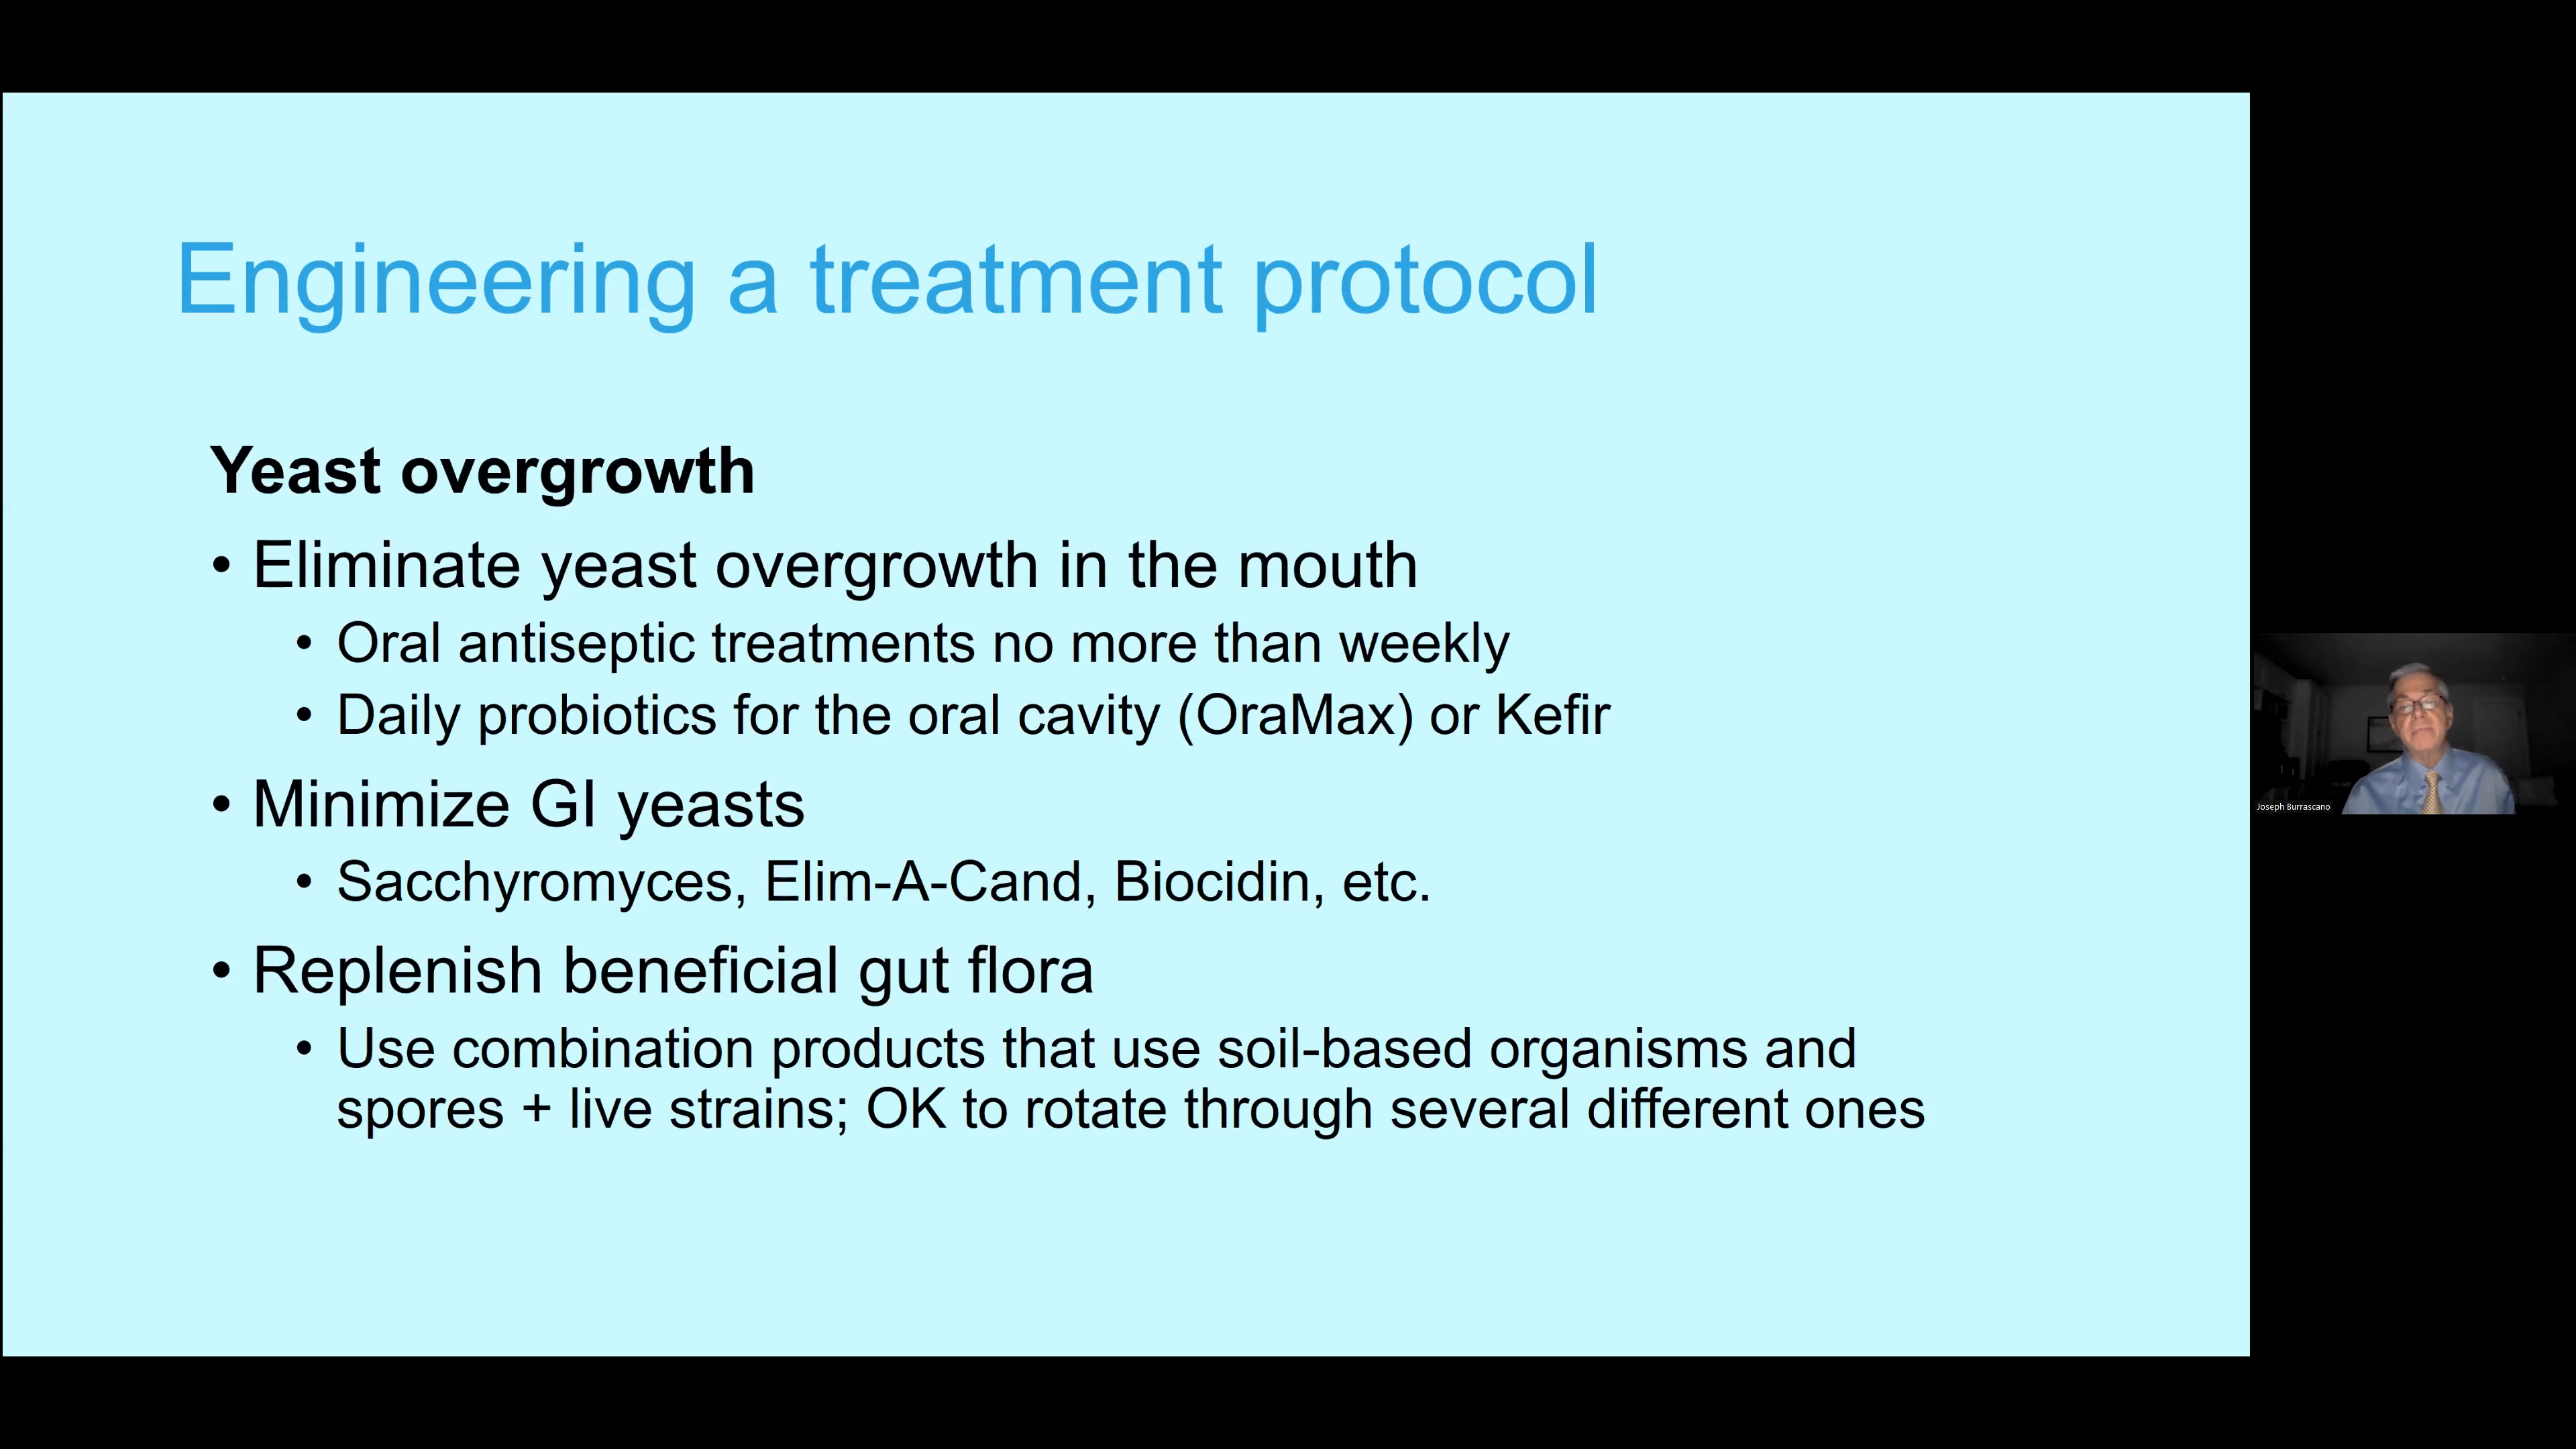 Engineering a treatment protocol
Yeast overgrowth
• Eliminate yeast overgrowth in the mouth
• Oral antiseptic treatments no more than weekly
• Daily probiotics for the oral cavity (OraMax) or Kefir
• Minimize GI yeasts
• Sacchyromyces, Elim-A-Cand, Biocidin, etc.
• Replenish beneficial gut flora
• Use combination products that use soil-based organisms and
spores + live strains; OK to rotate through several different ones
Joseph Burrascano